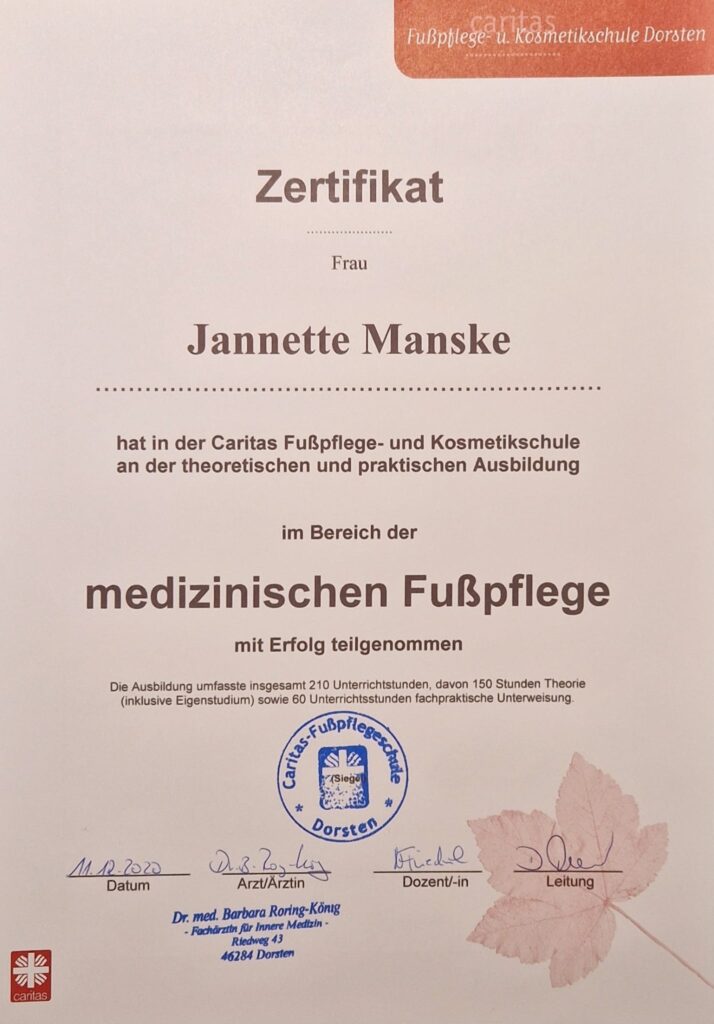 caritas
Fußpflege- u. Kosmetikschule Dorsten
Zertifikat
Frau
Jannette Manske
hat in der Caritas Fußpflege- und Kosmetikschule
an der theoretischen und praktischen Ausbildung
im Bereich der
medizinischen Fußpflege
mit Erfolg teilgenommen
Die Ausbildung umfasste insgesamt 210 Unterrichtstunden, davon 150 Stunden Theorie
(inklusive Eigenstudium) sowie 60 Unterrichtsstunden fachpraktische Unterweisung.
Caritas-Fußpflegeschule
(Siegel
* Dorsten *
11.12.2020
Datum
Arzt/Ärztin
Dozent/-in
Leitung
Dr. med. Barbara Roring-König
- Fachärztin für Innere Medizin -
Riedweg 43
46284 Dorsten
caritas